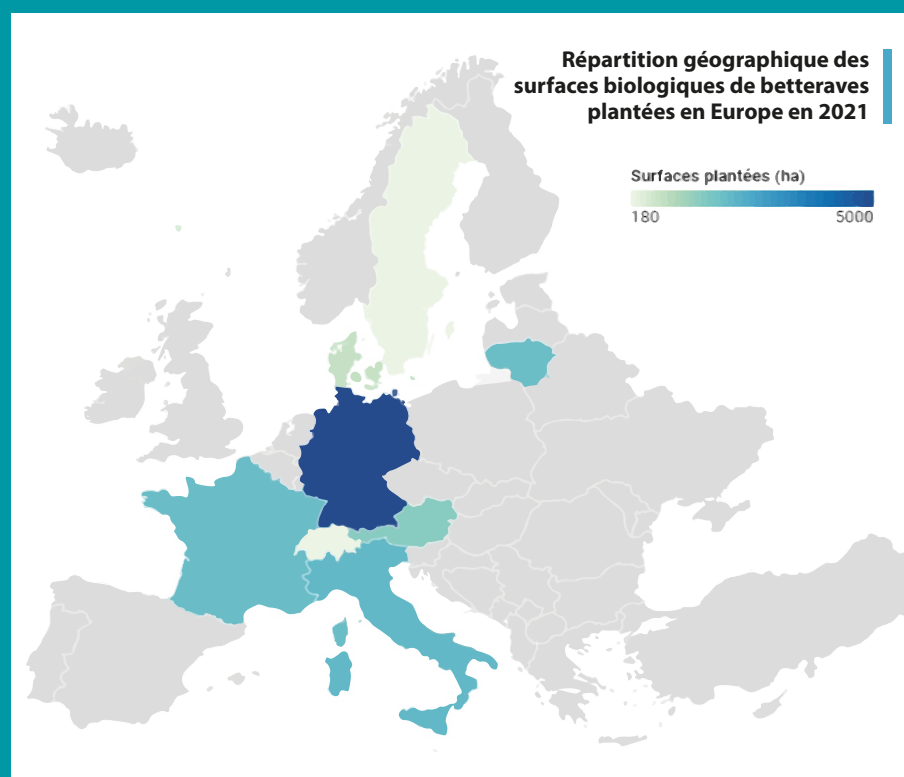 Répartition géographique des
surfaces biologiques de betteraves
plantées en Europe en 2021
Surfaces plantées (ha)
180 5000